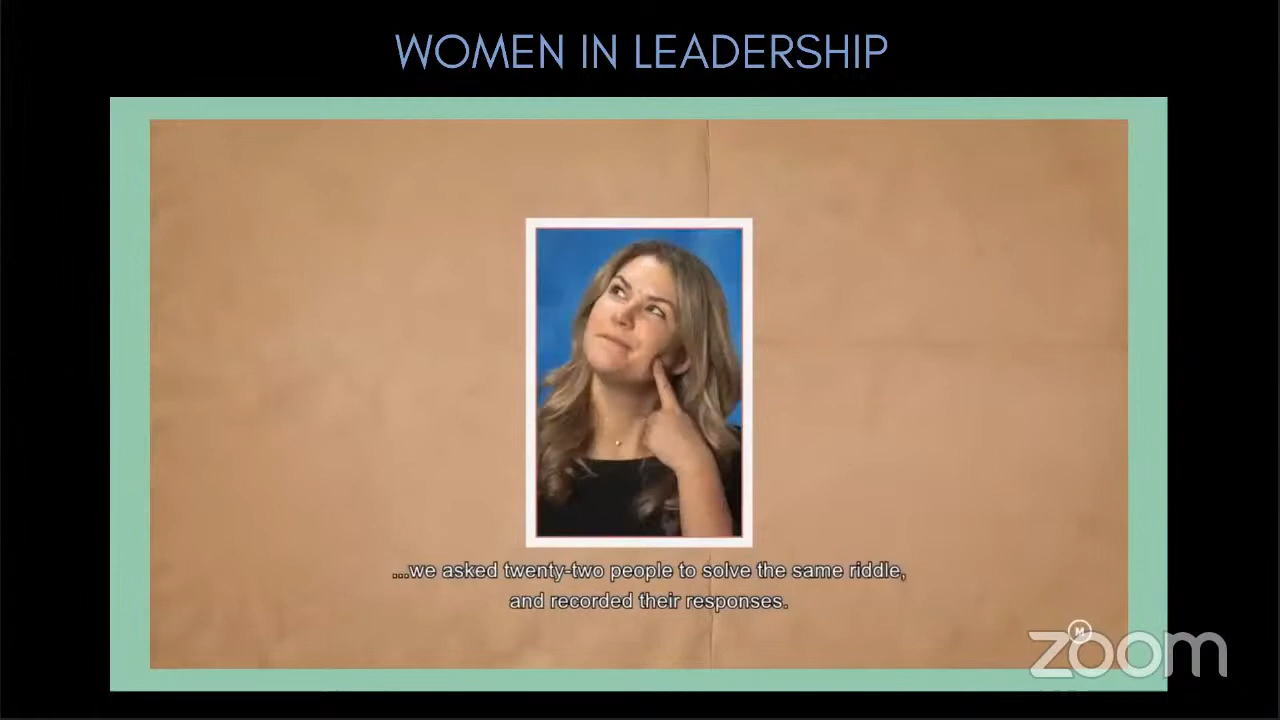 WOMEN IN LEADERSHIP
...we asked twenty-two people to solve the same riddle,
and recorded their responses.
M
zoom